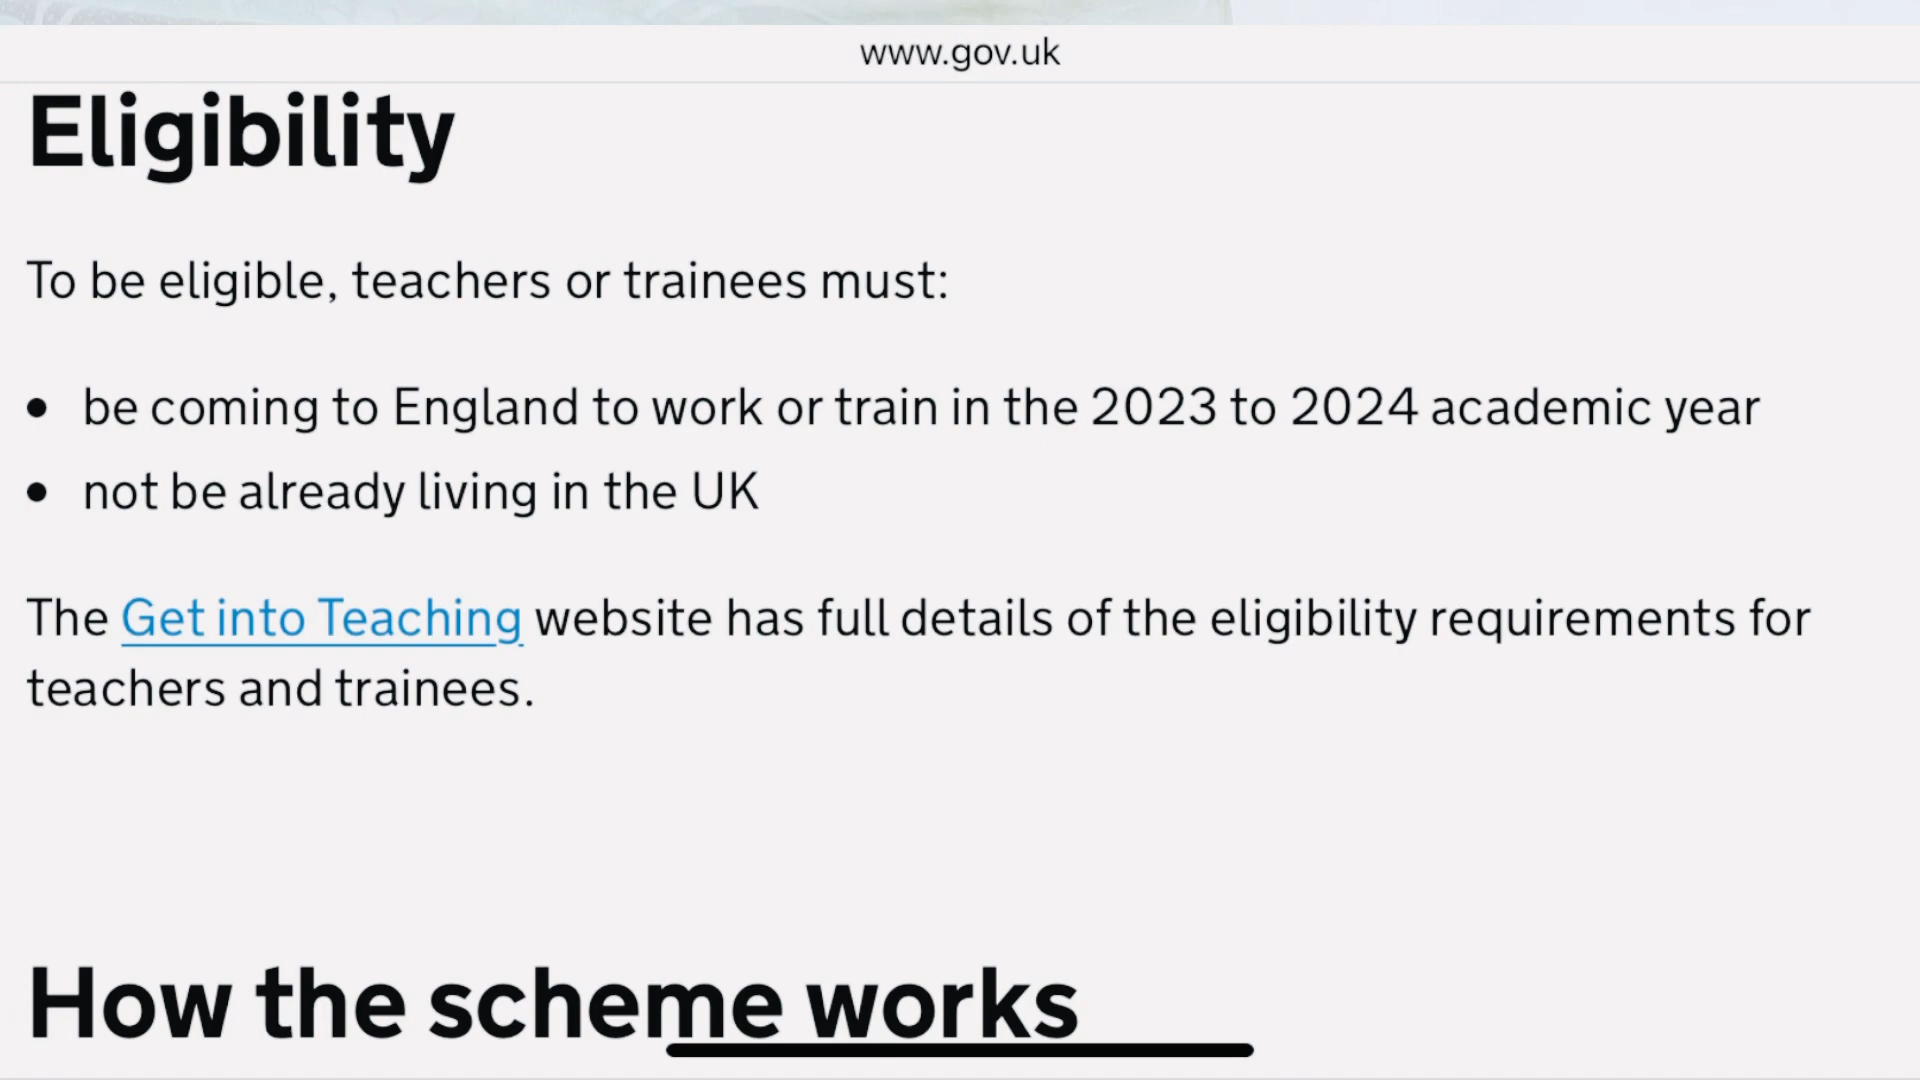 www.gov.uk
Eligibility
To be eligible, teachers or trainees must:
• be coming to England to work or train in the 2023 to 2024 academic year
• not be already living in the UK
The Get into Teaching website has full details of the eligibility requirements for
teachers and trainees.
How the scheme works